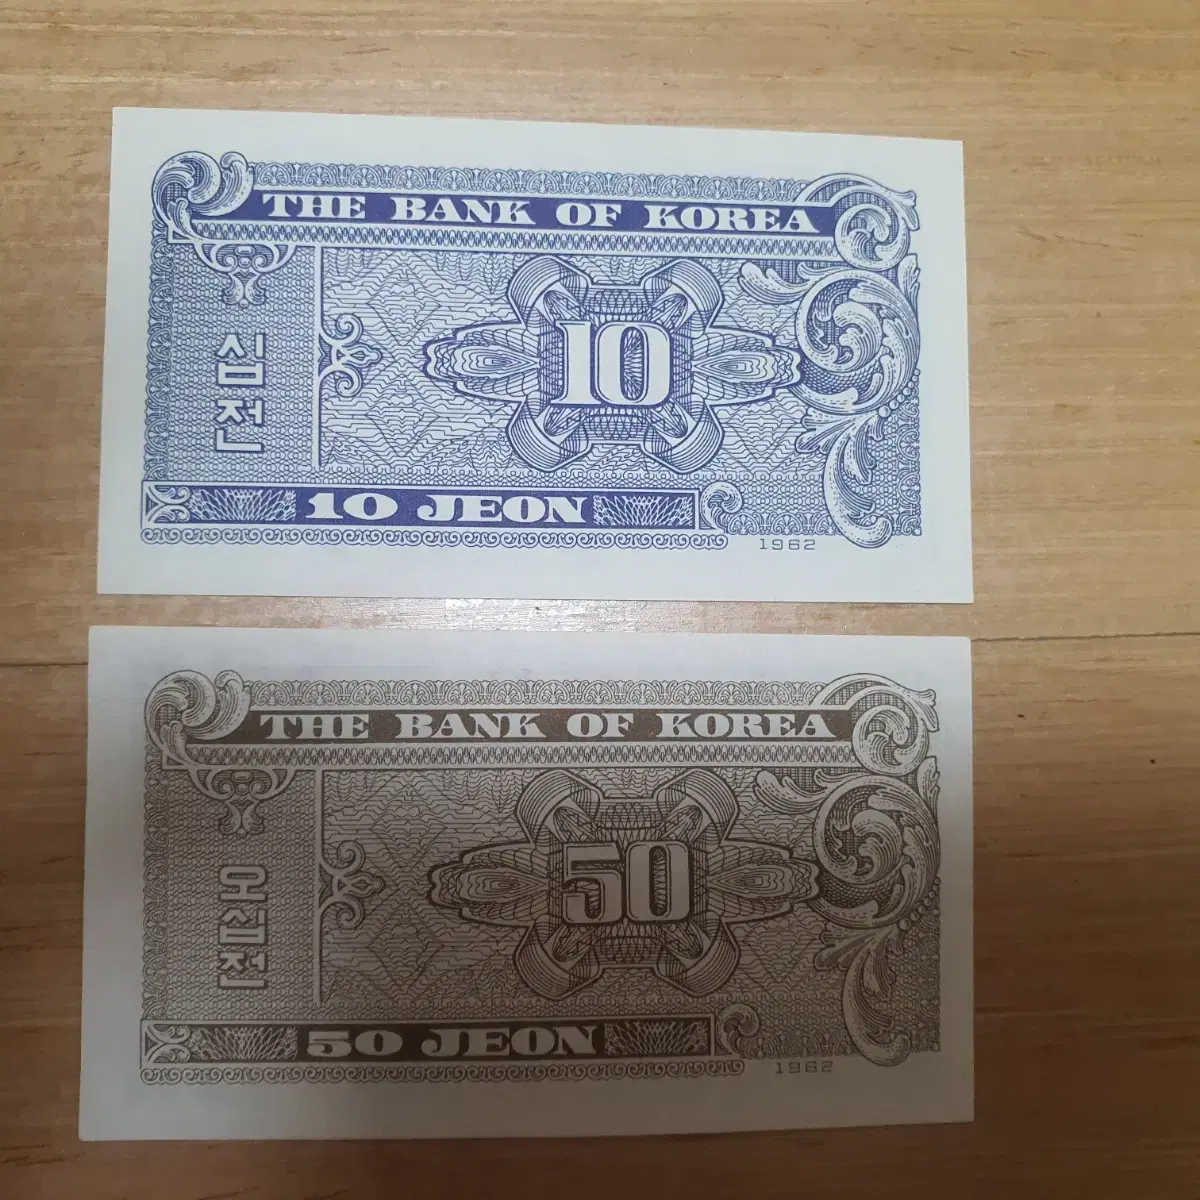 THE BANK OF KOREA
십전
10
10 JEON
1962
THE BANK OF KOREA
오십전
50
50 JEON
1962